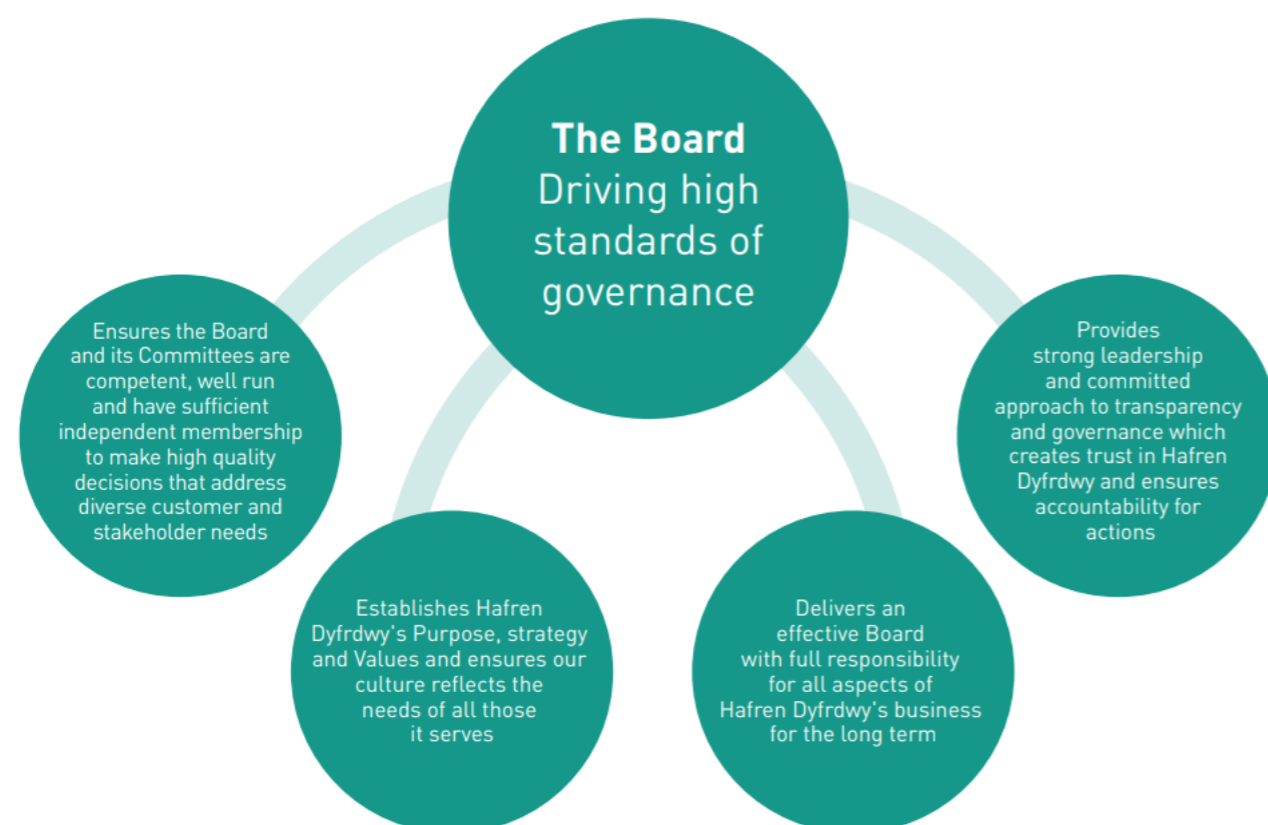 The Board
Driving high
standards of
governance
Ensures the Board
and its Committees are
competent, well run
and have sufficient
independent membership
to make high quality
decisions that address
diverse customer and
stakeholder needs
Establishes Hafren
Dyfrdwy's Purpose, strategy
and Values and ensures our
culture reflects the
needs of all those
it serves
Delivers an
effective Board
with full responsibility
for all aspects of
Hafren Dyfrdwy's business
for the long term
Provides
strong leadership
and committed
approach to transparency
and governance which
creates trust in Hafren
Dyfrdwy and ensures
accountability for
actions